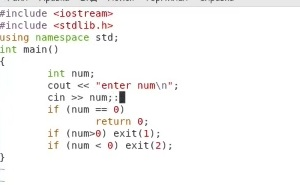 #include <iostream>
#include <stdlib.h>
using namespace std;
int main()
{
        int num;
        cout << "enter num\n";
        cin >> num;:
        if (num == 0)
                return 0;
        if (num>0) exit(1);
        if (num < 0) exit(2);
}
~
~